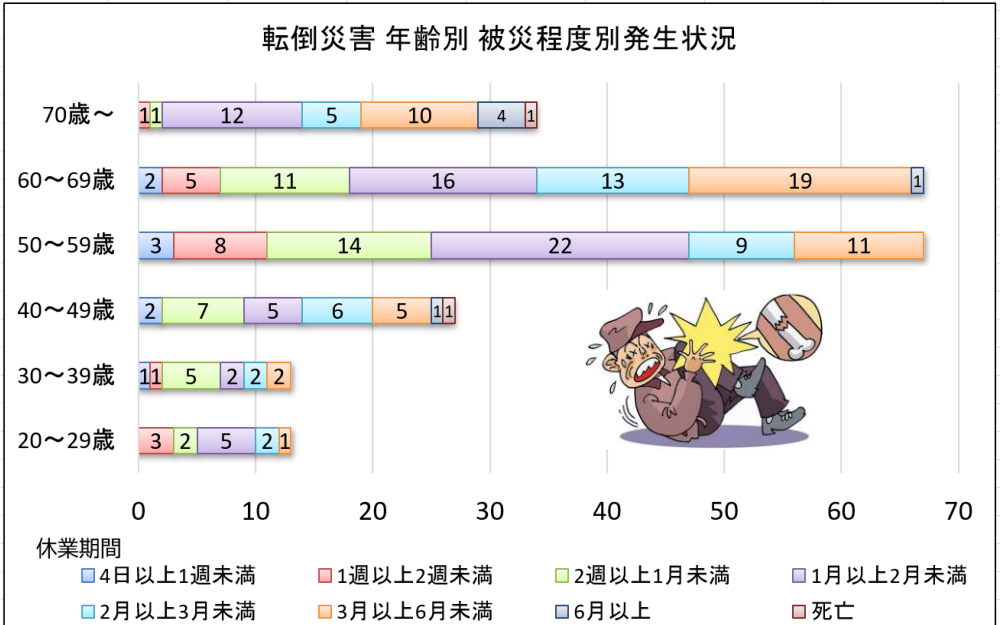 転倒災害 年齢別 被災程度別発生状況
70歳～ 1 1 12 5 10 4 1
60～69歳 2 5 11 16 13 19 1
50～59歳 3 8 14 22 9 11
40～49歳 2 7 5 6 5 1 1
30～39歳 1 1 5 2 2 2
20～29歳 3 2 5 2 1
0 10 20 30 40 50 60 70
休業期間
4日以上1週未満 1週以上2週未満 2週以上1月未満 1月以上2月未満
2月以上3月未満 3月以上6月未満 6月以上 死亡